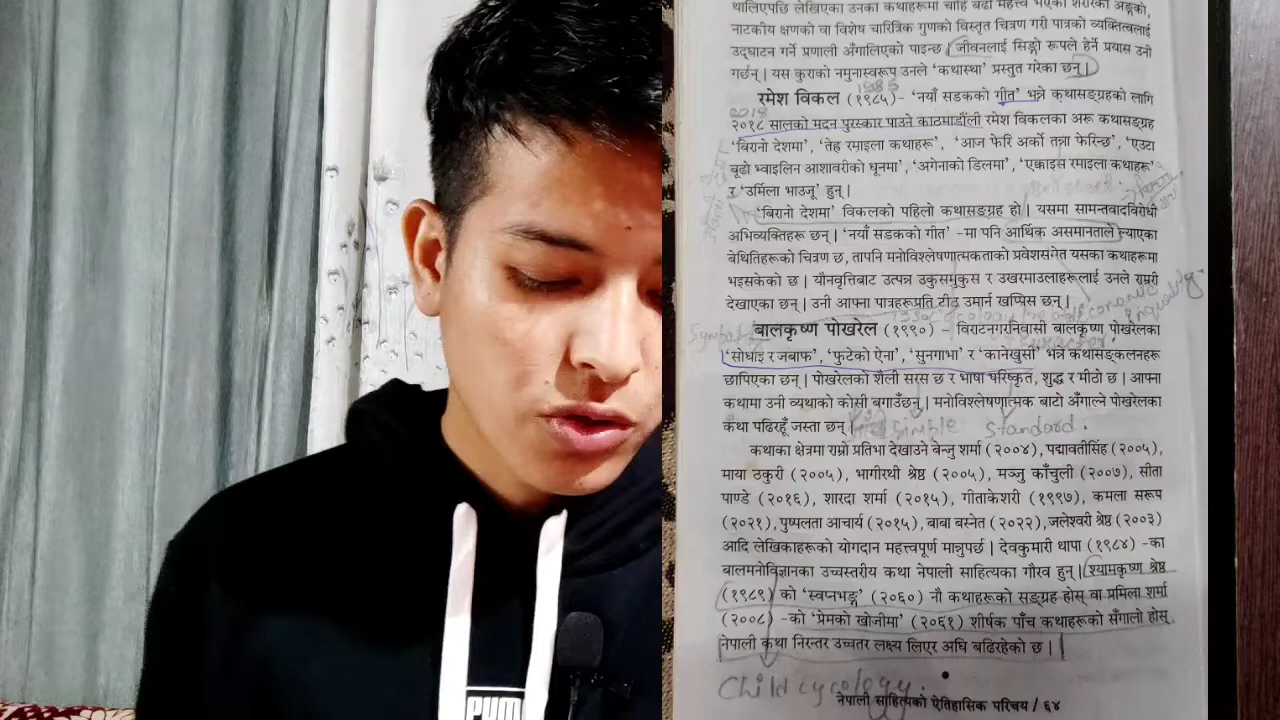 थालिएपछि लेखिएका उनका कथाहरूमा चाहिँ बढी महत्त्व भएका शरीरका अङ्गको,
नाटकीय क्षणको वा विशेष चारित्रिक गुणको विस्तृत चित्रण गरी पात्रको व्यक्तित्वलाई
उद्घाटन गर्ने प्रणाली अँगालिएको पाइन्छ । जीवनलाई सिङ्गो रूपले हेर्ने प्रयास उनी
गर्छन् । यस कुराको नमुनास्वरूप उनले ‘कथास्था’ प्रस्तुत गरेका छन् ।
1985
रमेश विकल (१९८५)- ‘नयाँ सडकको गीत’ भन्ने कथासङ्ग्रहको लागि
2018
२०१८ सालको मदन पुरस्कार पाउने काठमाडौँली रमेश विकलका अरू कथासङ्ग्रह
‘बिरानो देशमा’, ‘तेह्र रमाइला कथाहरू’, ‘आज फेरि अर्को तन्ना फेरिन्छ’, ‘एउटा
बूढो भ्वाइलिन आशावरीको धूनमा’, ‘अगेनाको डिलमा’, ‘एक्काइस रमाइला कथाहरू’
र ‘उर्मिला भाउजू’ हुन् ।
‘बिरानो देशमा’ विकलको पहिलो कथासङ्ग्रह हो । यसमा सामन्तवादविरोधी
अभिव्यक्तिहरू छन् । ‘नयाँ सडकको गीत’ -मा पनि आर्थिक असमानताले ल्याएका
बेथितिहरूको चित्रण छ, तापनि मनोविश्लेषणात्मकताको प्रवेशसमेत यसका कथाहरूमा
भइसकेको छ । यौनवृत्तिबाट उत्पन्न उकुसमुकुस र उखरमाउलाहरूलाई उनले राम्ररी
देखाएका छन् । उनी आफ्ना पात्रहरूप्रति टीठ उमार्न खप्पिस छन् ।
economic inequality
बालकृष्ण पोखरेल (१९९०) – विराटनगरनिवासी बालकृष्ण पोखरेलका
‘सोधाइ र जबाफ’, ‘फुटेको ऐना’, ‘सुनगाभा’ र ‘कानेखुसी’ भन्ने कथासङ्कलनहरू
छापिएका छन् । पोखरेलको शैली सरस छ र भाषा परिष्कृत, शुद्ध र मीठो छ । आफ्ना
कथामा उनी व्यथाको कोसी बगाउँछन् । मनोविश्लेषणात्मक बाटो अँगाल्ने पोखरेलका
कथा पढिरहूँ जस्ता छन् ।
simple standard.
कथाका क्षेत्रमा राम्रो प्रतिभा देखाउने बेन्जु शर्मा (२००४), पद्मावतीसिंह (२००५),
माया ठकुरी (२००५), भागीरथी श्रेष्ठ (२००५), मञ्जु काँचुली (२००७), सीता
पाण्डे (२०१६), शारदा शर्मा (२०१५), गीताकेशरी (१९९७), कमला सरूप
(२०२१), पुष्पलता आचार्य (२०१५), बाबा बस्नेत (२०२२), जलेश्वरी श्रेष्ठ (२००३)
आदि लेखिकाहरूको योगदान महत्त्वपूर्ण मान्नुपर्छ । देवकुमारी थापा (१९८४) -का
बालमनोविज्ञानका उच्चस्तरीय कथा नेपाली साहित्यका गौरव हुन् । श्यामकृष्ण श्रेष्ठ
(१९८९) को ‘स्वप्नभङ्ग’ (२०६०) नौ कथाहरूको सङ्ग्रह होस् वा प्रमिला शर्मा
(२००८) -को ‘प्रेमको खोजीमा’ (२०६१) शीर्षक पाँच कथाहरूको सँगालो होस्,
नेपाली कथा निरन्तर उच्चतर लक्ष्य लिएर अघि बढिरहेको छ ।
Child cycology
नेपाली साहित्यको ऐतिहासिक परिचय / ६४
PUMA